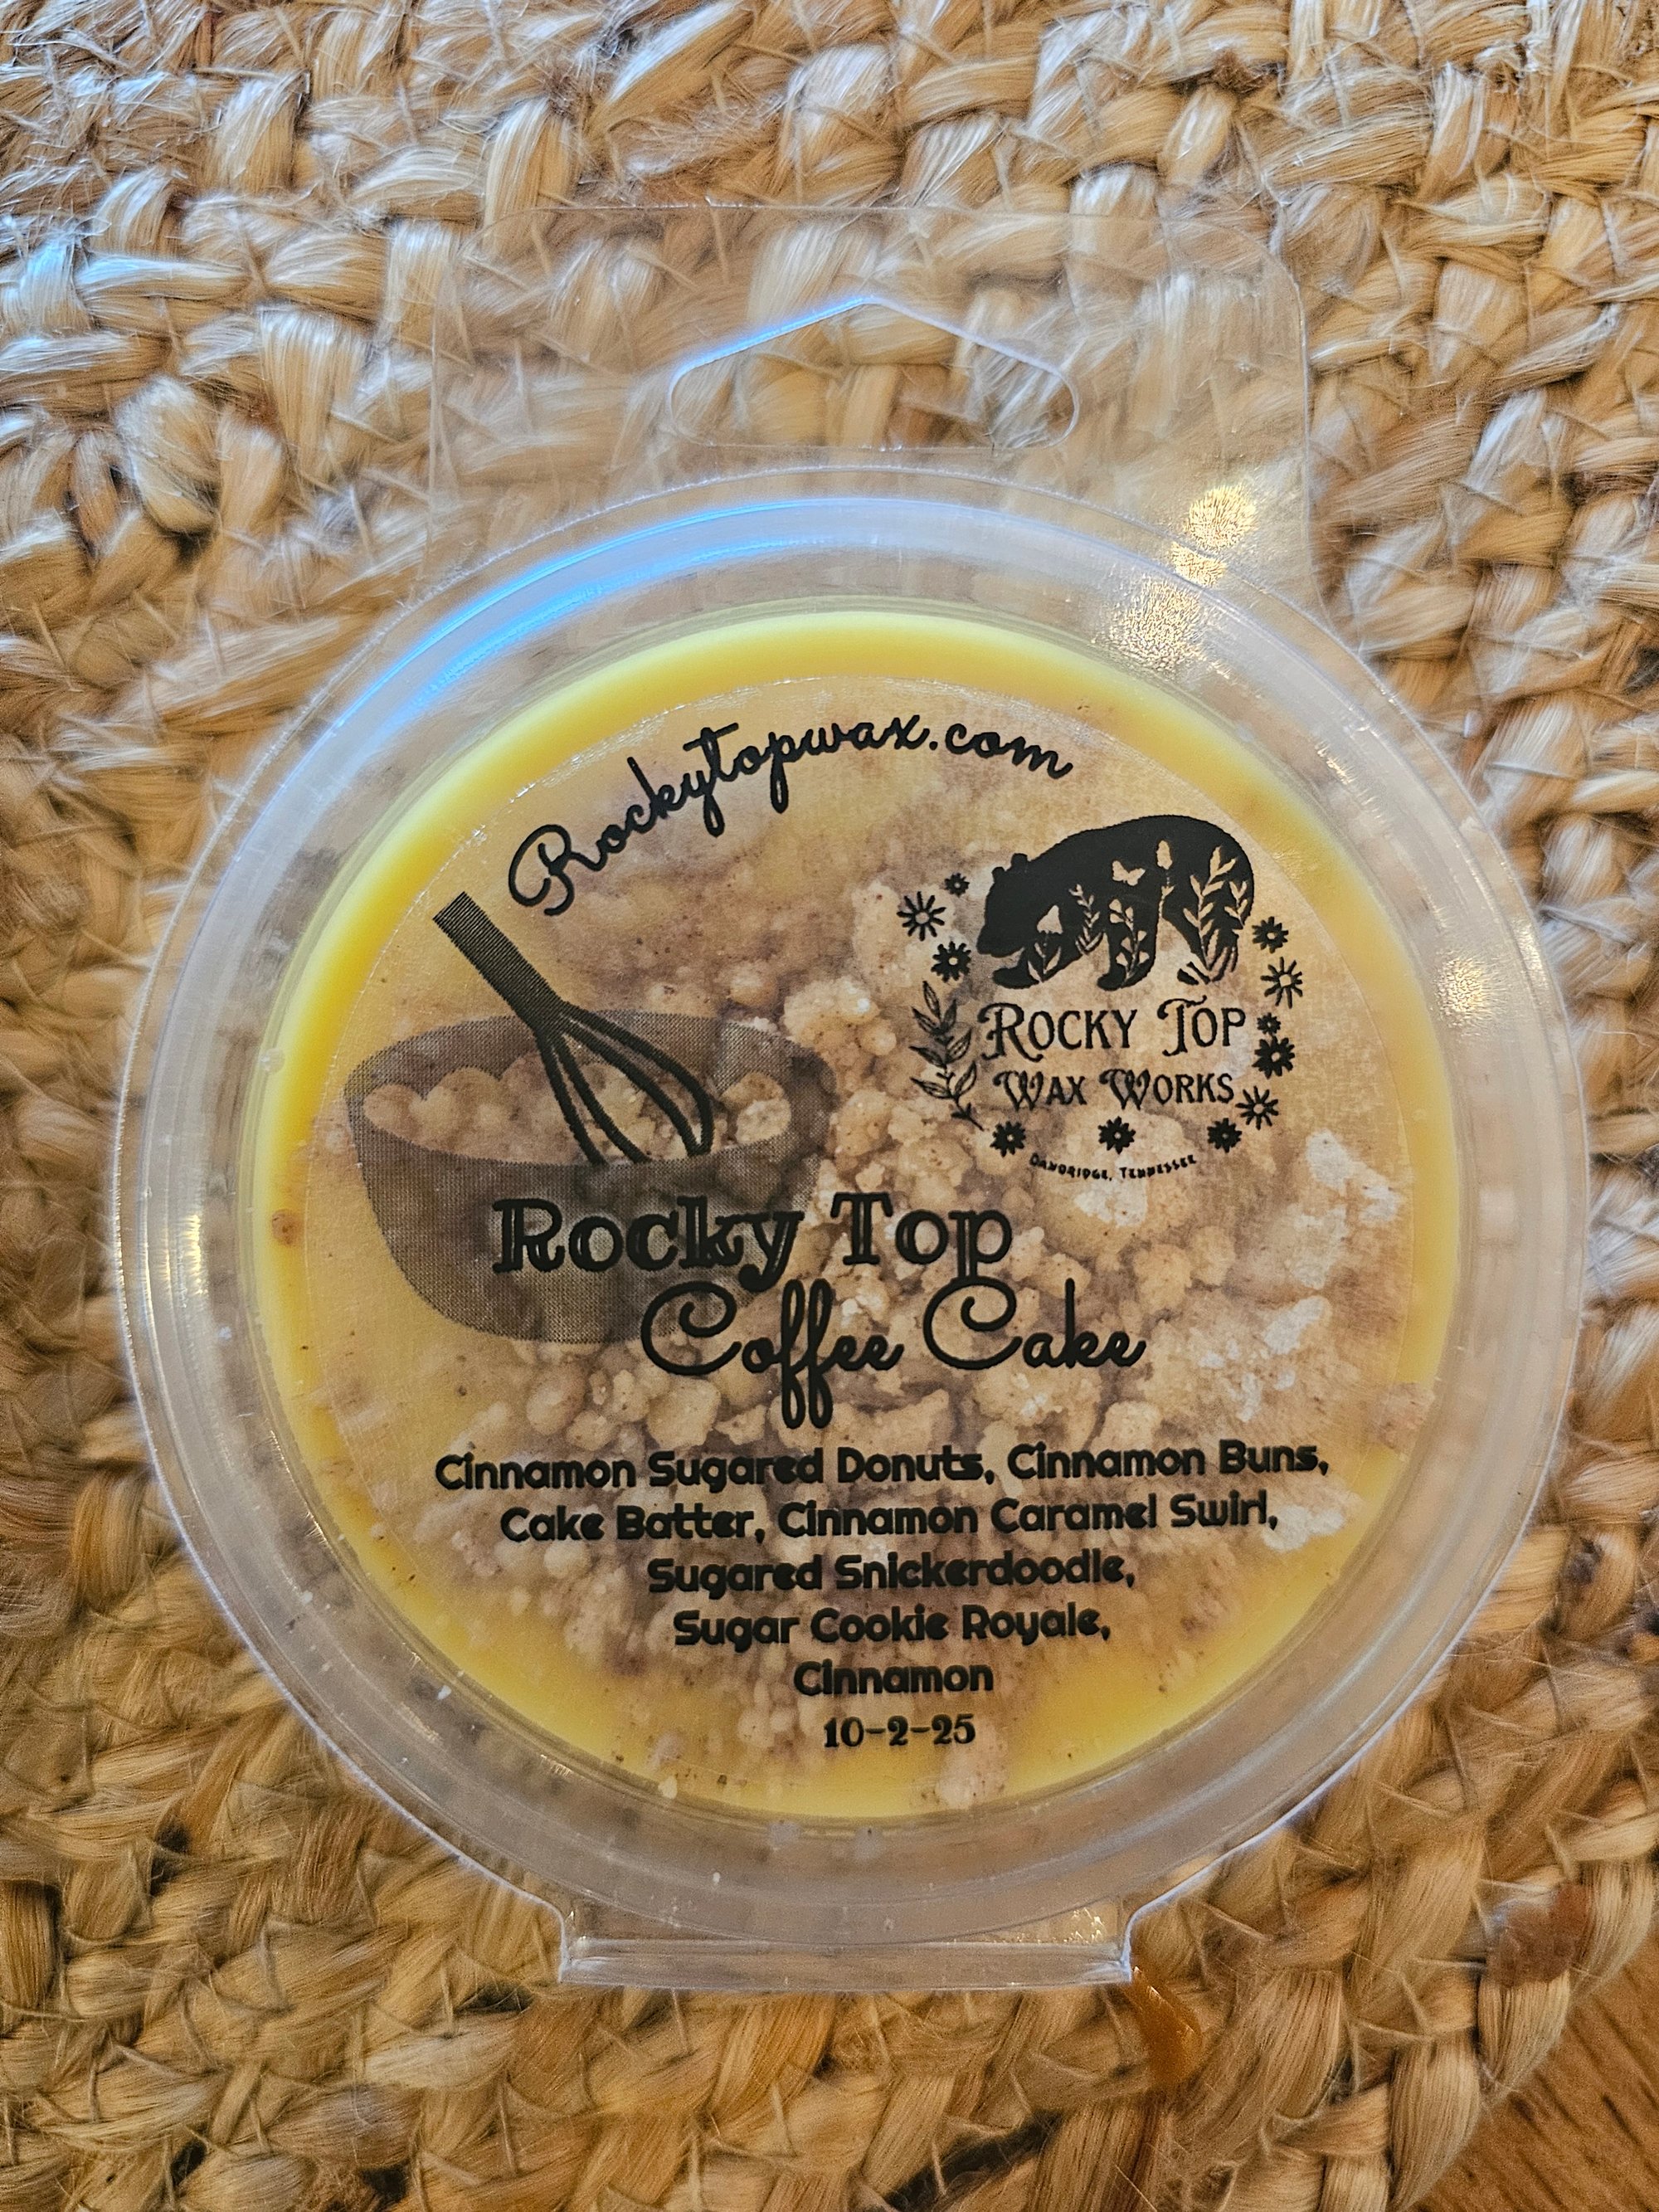 Rockytopwax.com
Rocky Top
Wax Works
Dandridge, Tennessee
Rocky Top
Coffee Cake
Cinnamon Sugared Donuts, Cinnamon Buns,
Cake Batter, Cinnamon Caramel Swirl,
Sugared Snickerdoodle,
Sugar Cookie Royale,
Cinnamon
10-2-25